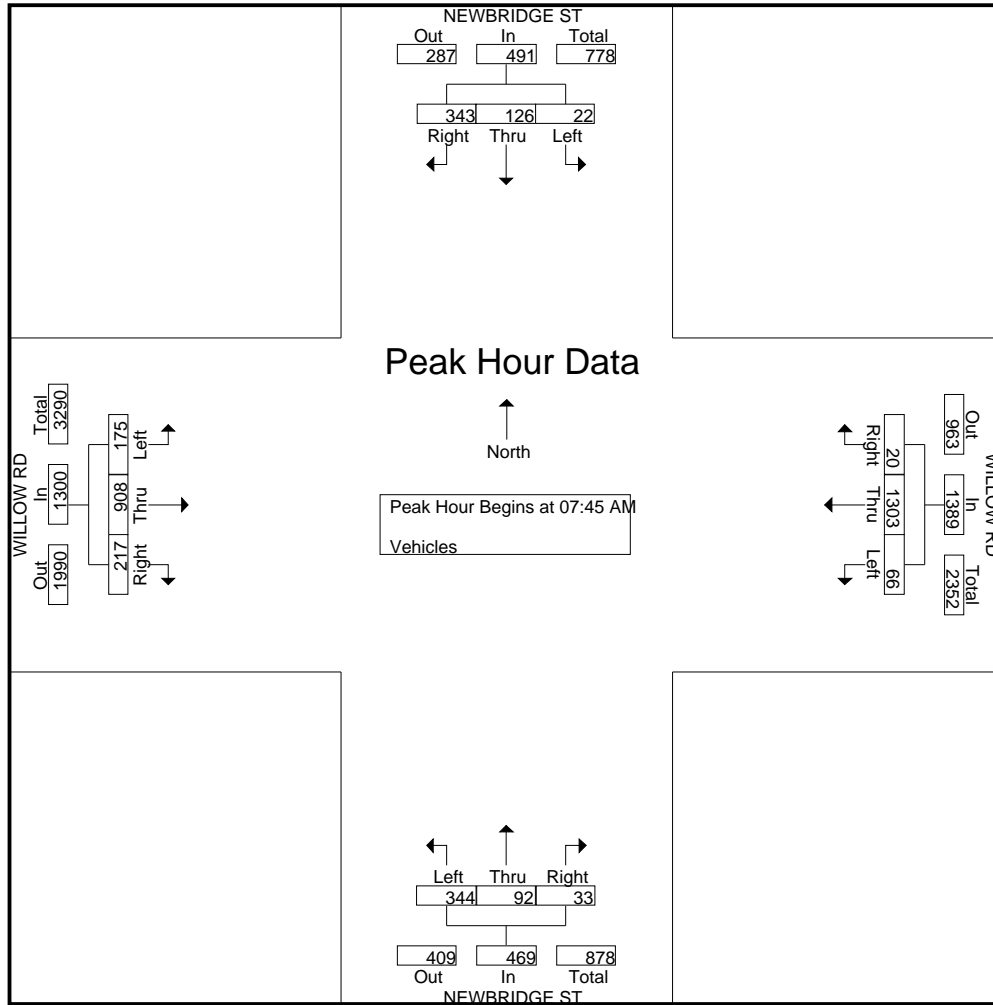 NEWBRIDGE ST
Out In Total
287 491 778
343 126 22
Right Thru Left
Peak Hour Data
North
Peak Hour Begins at 07:45 AM
Vehicles
WILLOW RD
Total In Out
3290 1300 1990
175 908 217
Left Thru Right
WILLOW RD
Out In Total
963 1389 2352
20 1303 66
Right Thru Left
Left Thru Right
344 92 33
409 469 878
Out In Total
NEWBRIDGE ST